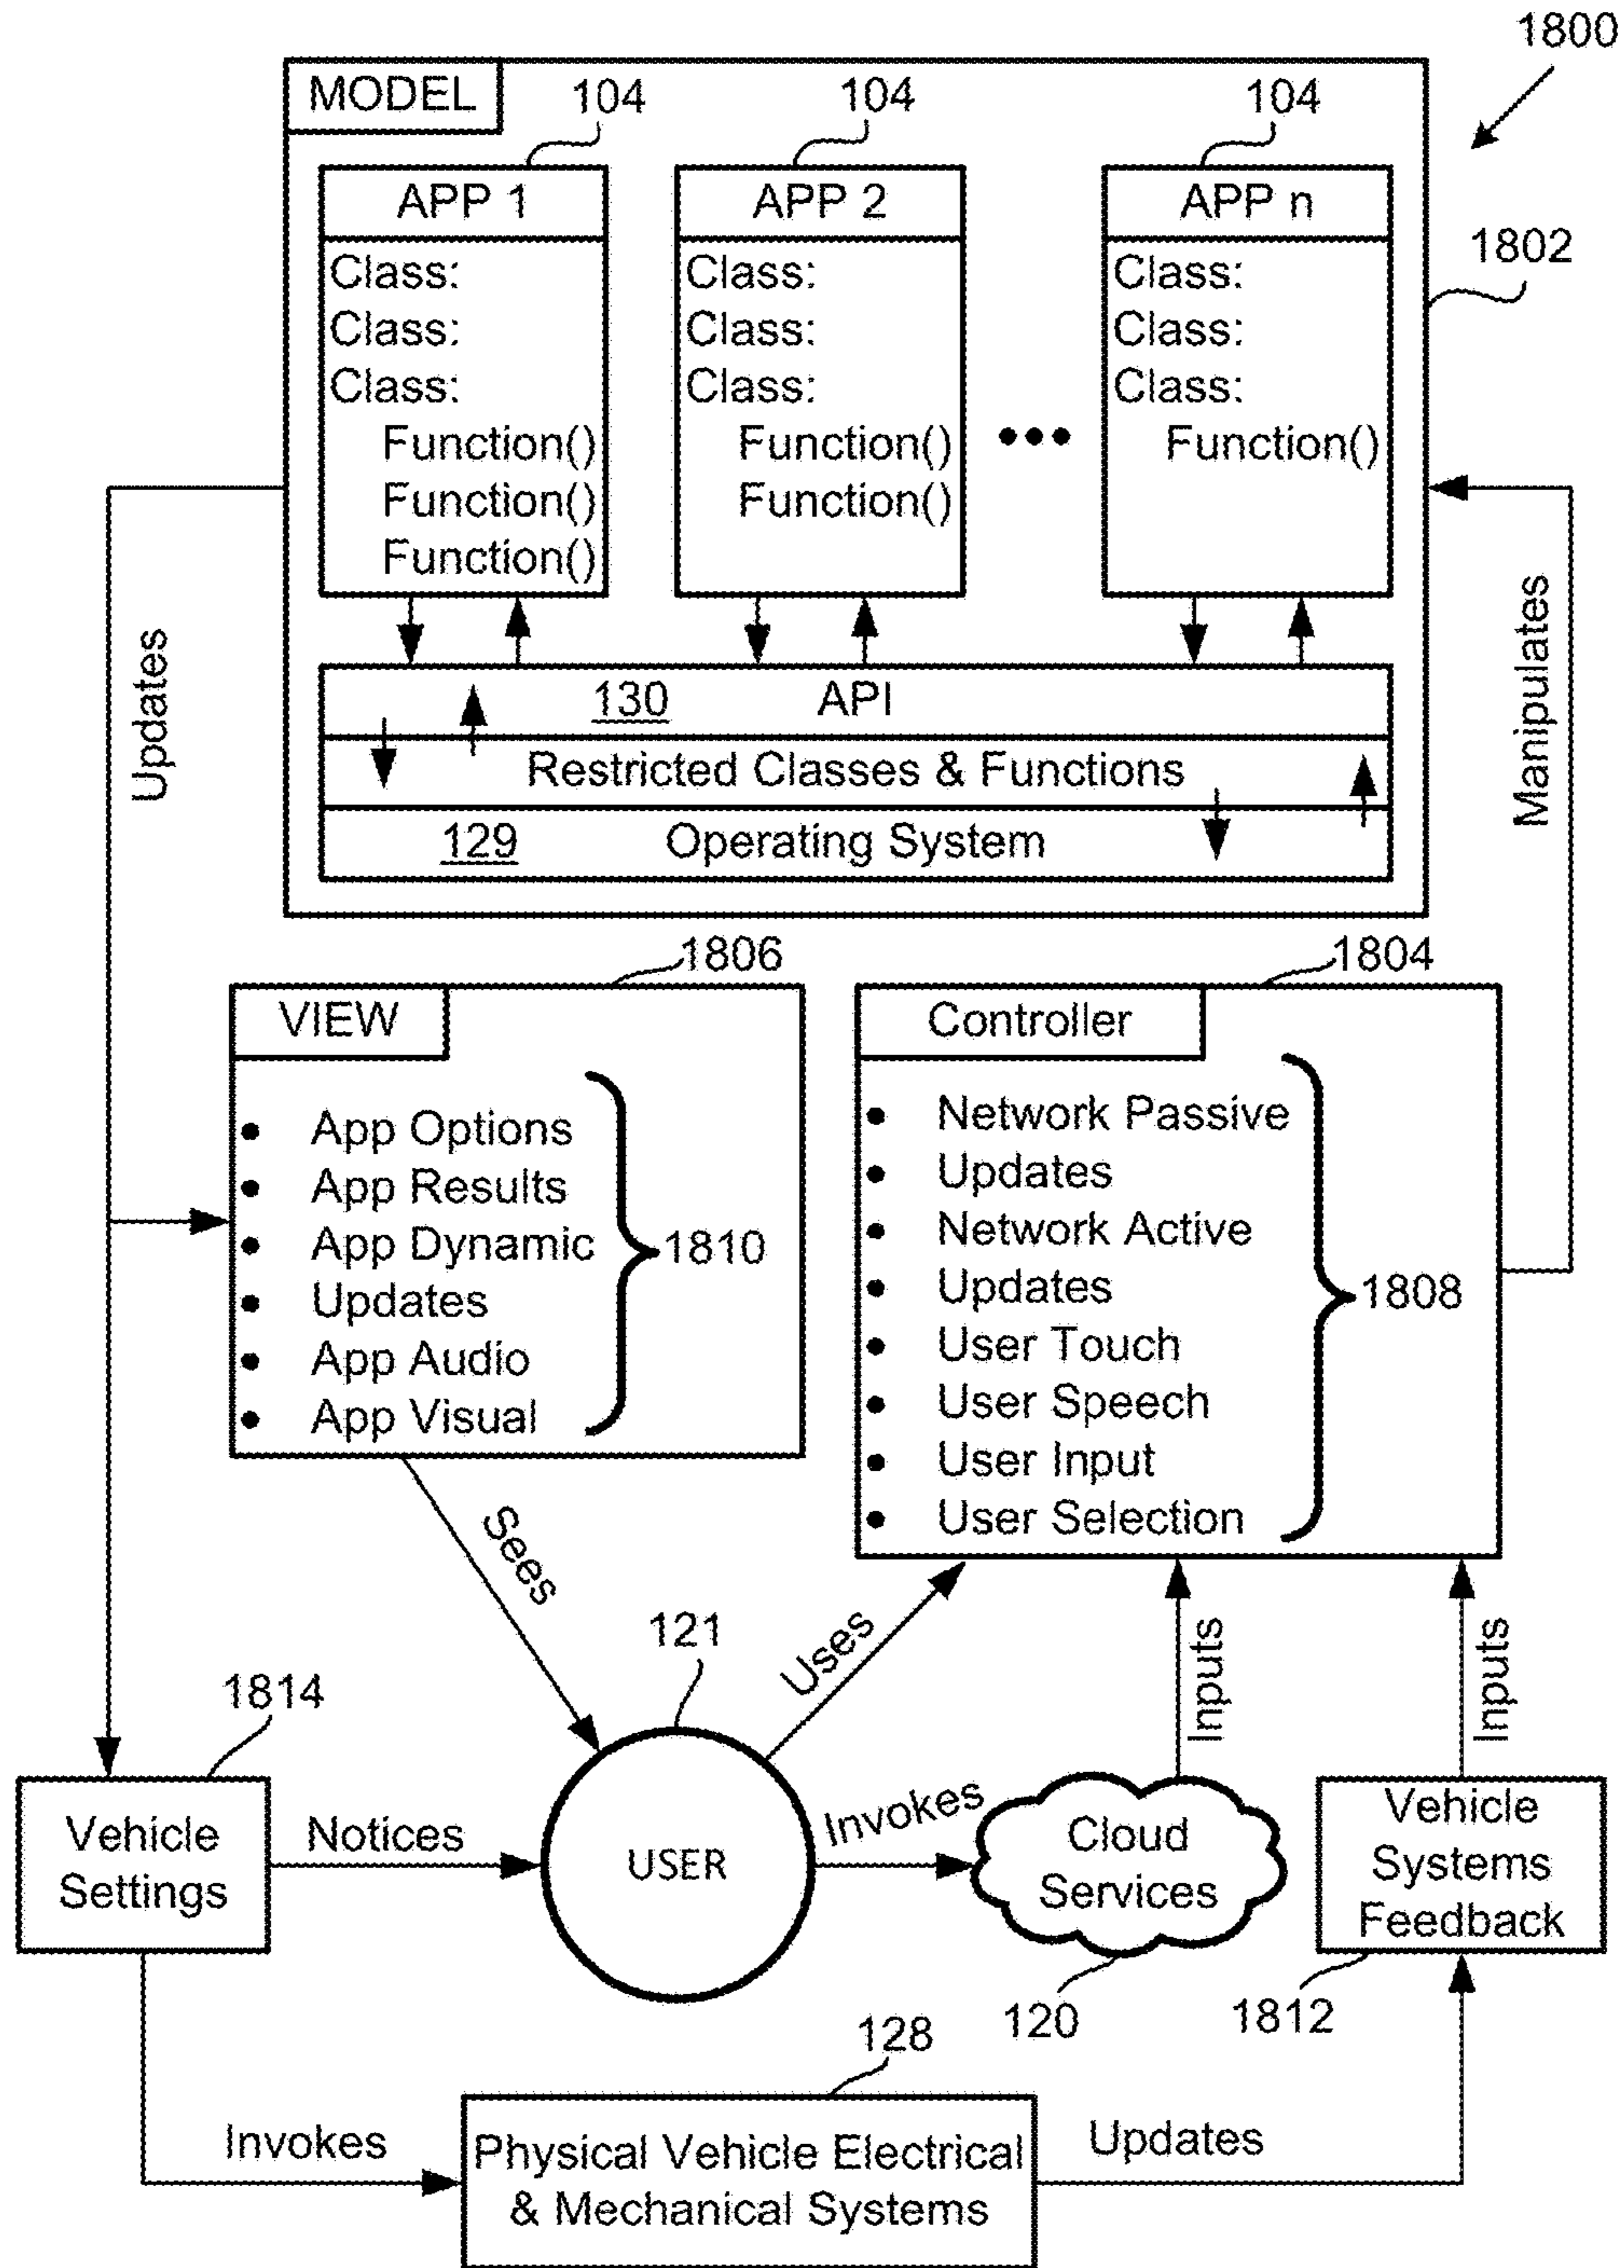 1800
MODEL
104
104
104
APP 1
APP 2
APP n
1802
Class:
Class:
Class:
Function()
Function()
Function()
Class:
Class:
Class:
Function()
Function()
Class:
Class:
Class:
Function()
•••
Updates
Manipulates
130 API
Restricted Classes & Functions
129 Operating System
1806
VIEW
• App Options
• App Results
• App Dynamic
• Updates
• App Audio
• App Visual
1810
1804
Controller
• Network Passive
• Updates
• Network Active
• Updates
• User Touch
• User Speech
• User Input
• User Selection
1808
Sees
Uses
Inputs
Inputs
121
1814
Vehicle
Settings
Notices
USER
Invokes
Cloud
Services
Vehicle
Systems
Feedback
120
1812
128
Invokes
Physical Vehicle Electrical
& Mechanical Systems
Updates